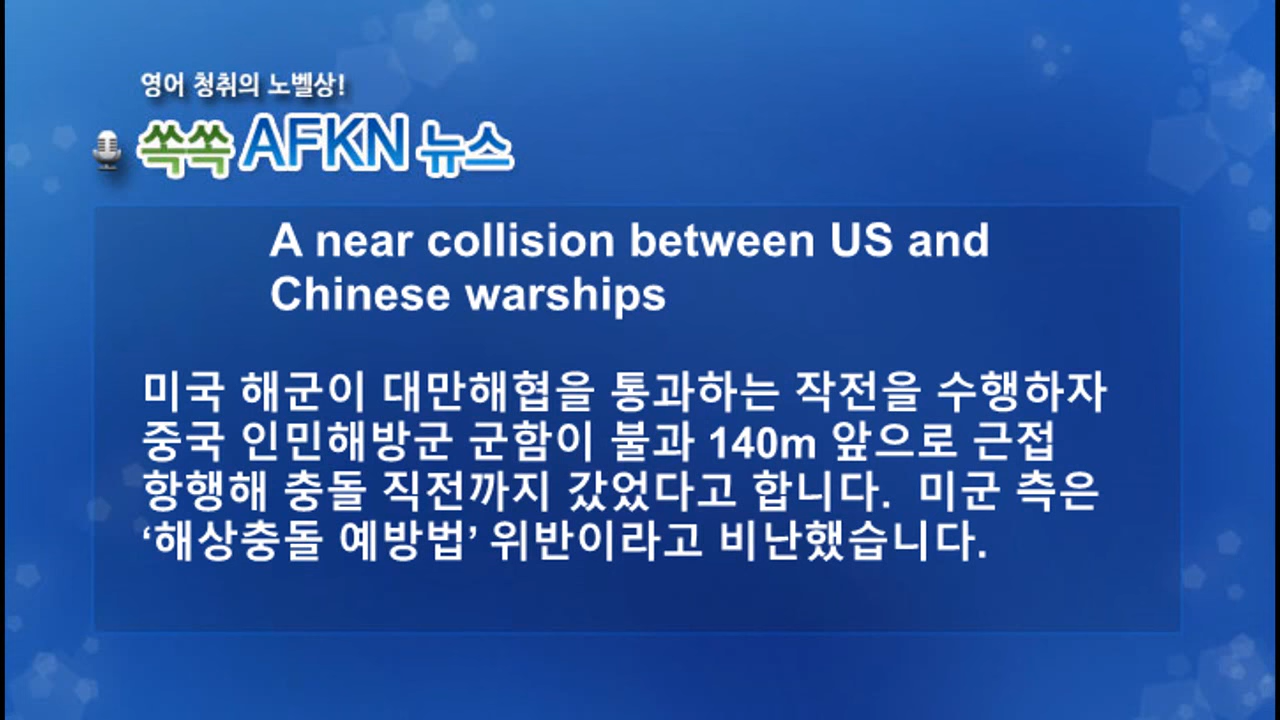 영어 청취의 노벨상!
쏙쏙 AFKN 뉴스
A near collision between US and
Chinese warships
미국 해군이 대만해협을 통과하는 작전을 수행하자
중국 인민해방군 군함이 불과 140m 앞으로 근접
항행해 충돌 직전까지 갔었다고 합니다.  미군 측은
‘해상충돌 예방법’ 위반이라고 비난했습니다.